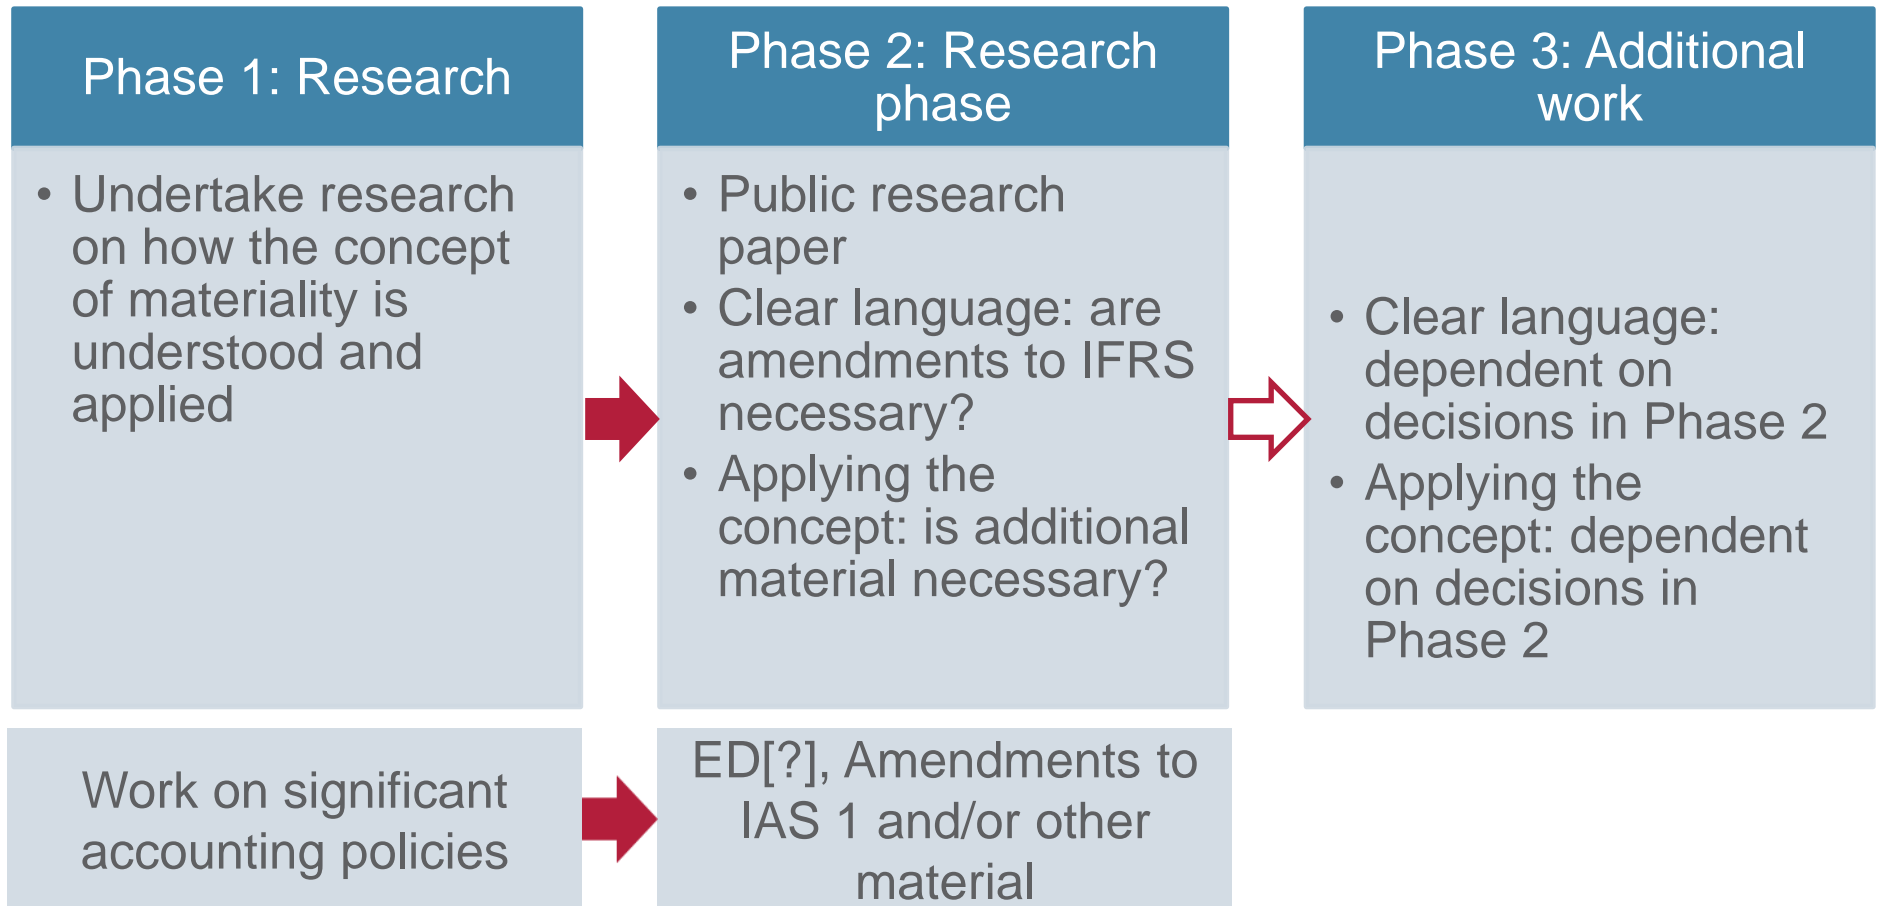 Phase 1: Research
• Undertake research
on how the concept
of materiality is
understood and
applied
Phase 2: Research
phase
• Public research
paper
• Clear language: are
amendments to IFRS
necessary?
• Applying the
concept: is additional
material necessary?
Phase 3: Additional
work
• Clear language:
dependent on
decisions in Phase 2
• Applying the
concept: dependent
on decisions in
Phase 2
Work on significant
accounting policies
ED[?], Amendments to
IAS 1 and/or other
material